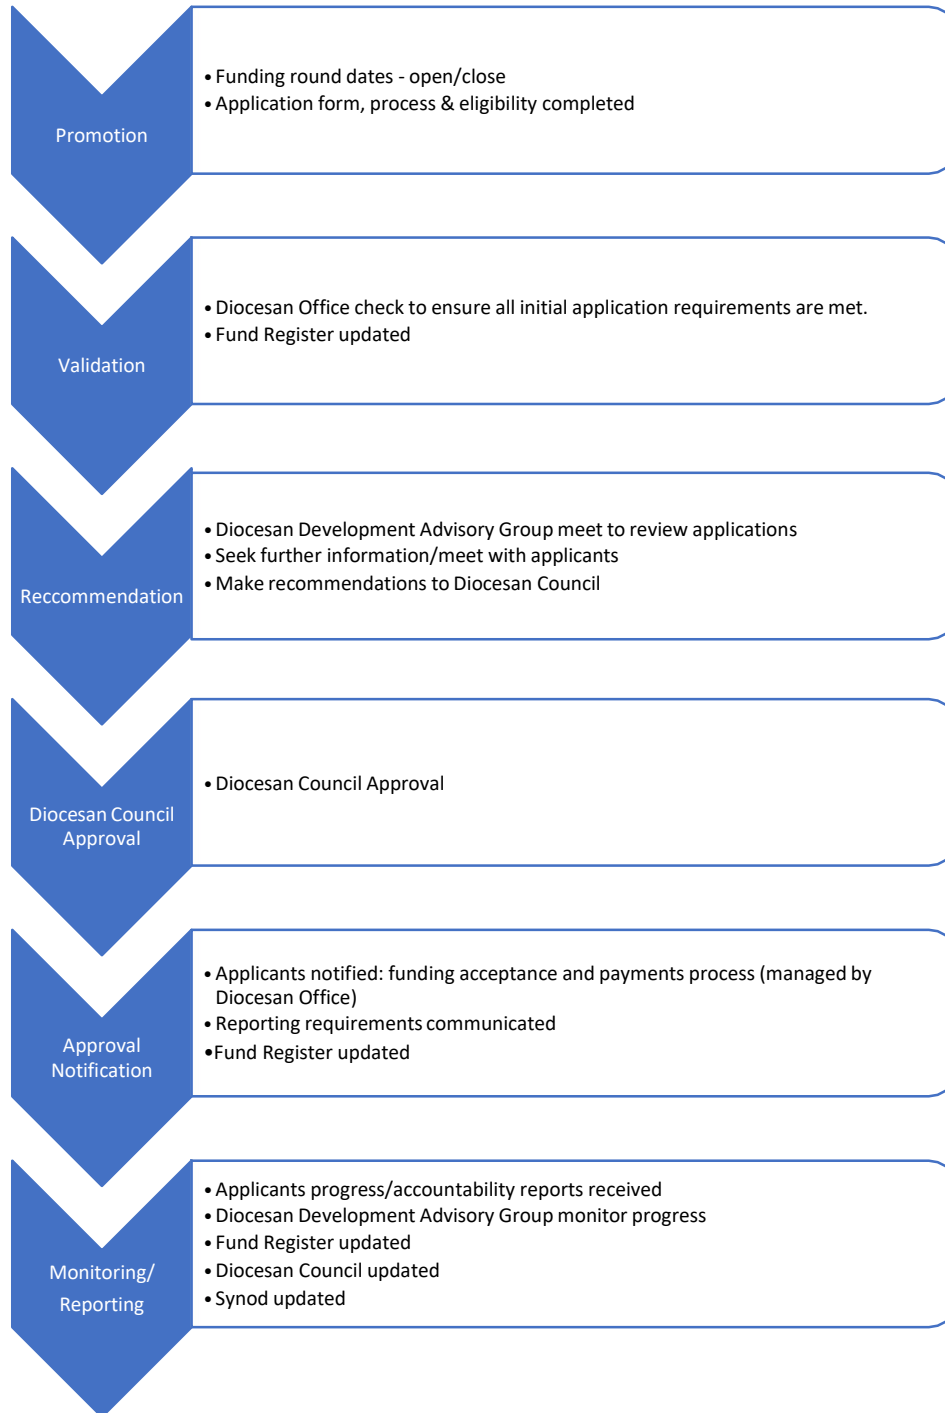 Promotion
• Funding round dates - open/close
• Application form, process & eligibility completed
Validation
• Diocesan Office check to ensure all initial application requirements are met.
• Fund Register updated
Reccommendation
• Diocesan Development Advisory Group meet to review applications
• Seek further information/meet with applicants
• Make recommendations to Diocesan Council
Diocesan Council
Approval
• Diocesan Council Approval
Approval
Notification
• Applicants notified: funding acceptance and payments process (managed by
Diocesan Office)
• Reporting requirements communicated
• Fund Register updated
Monitoring/
Reporting
• Applicants progress/accountability reports received
• Diocesan Development Advisory Group monitor progress
• Fund Register updated
• Diocesan Council updated
• Synod updated